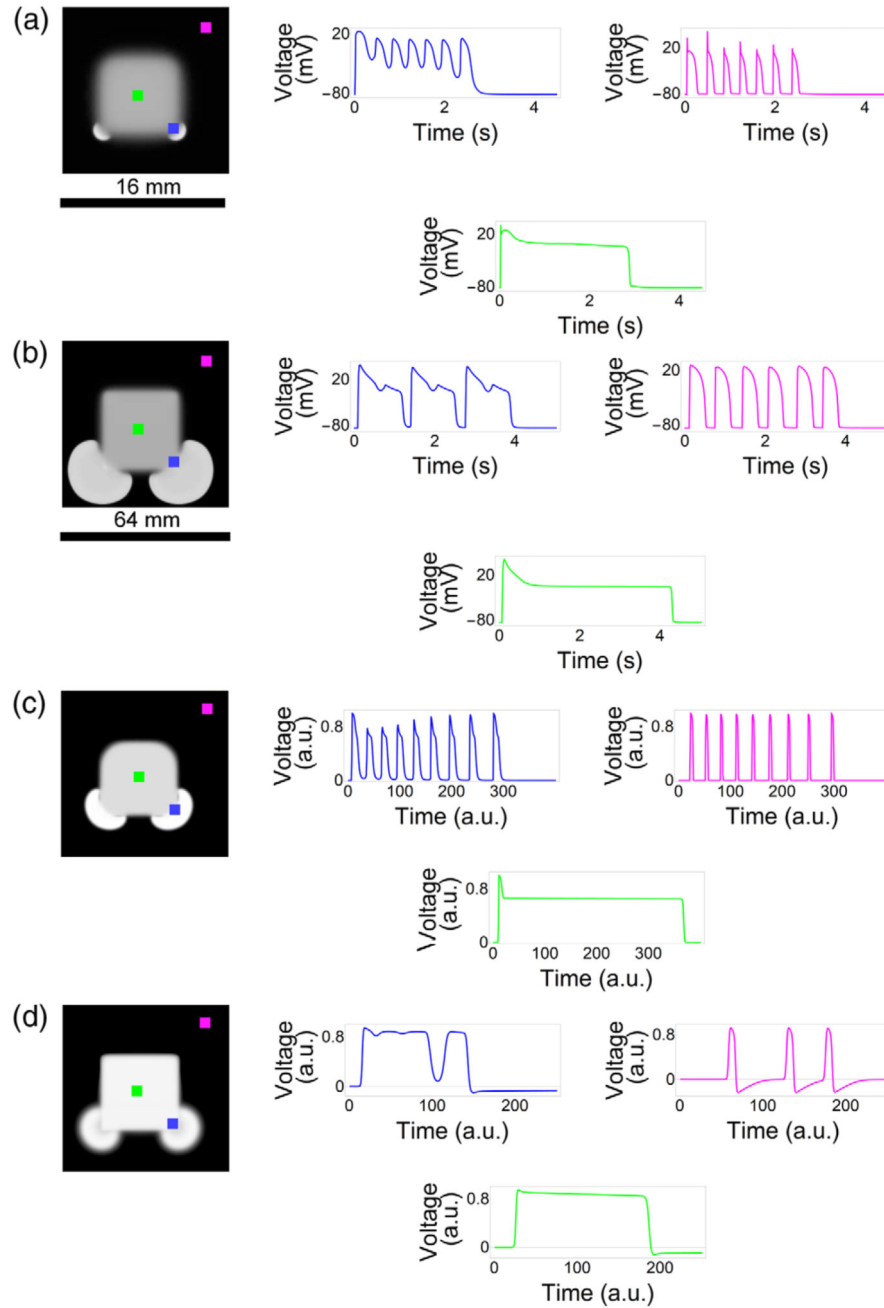 (a)
16 mm
Voltage
(mV)
20
−80
0 2 4
Time (s)
Voltage
(mV)
20
−80
0 2 4
Time (s)
Voltage
(mV)
20
−80
0 2 4
Time (s)
(b)
64 mm
Voltage
(mV)
20
−80
0 2 4
Time (s)
Voltage
(mV)
20
−80
0 2 4
Time (s)
Voltage
(mV)
20
−80
0 2 4
Time (s)
(c)
Voltage
(a.u.)
0.8
0
0 100 200 300
Time (a.u.)
Voltage
(a.u.)
0.8
0
0 100 200 300
Time (a.u.)
Voltage
(a.u.)
0.8
0
0 100 200 300
Time (a.u.)
(d)
Voltage
(a.u.)
0.8
0
0 100 200
Time (a.u.)
Voltage
(a.u.)
0.8
0
0 100 200
Time (a.u.)
Voltage
(a.u.)
0.8
0
0 100 200
Time (a.u.)